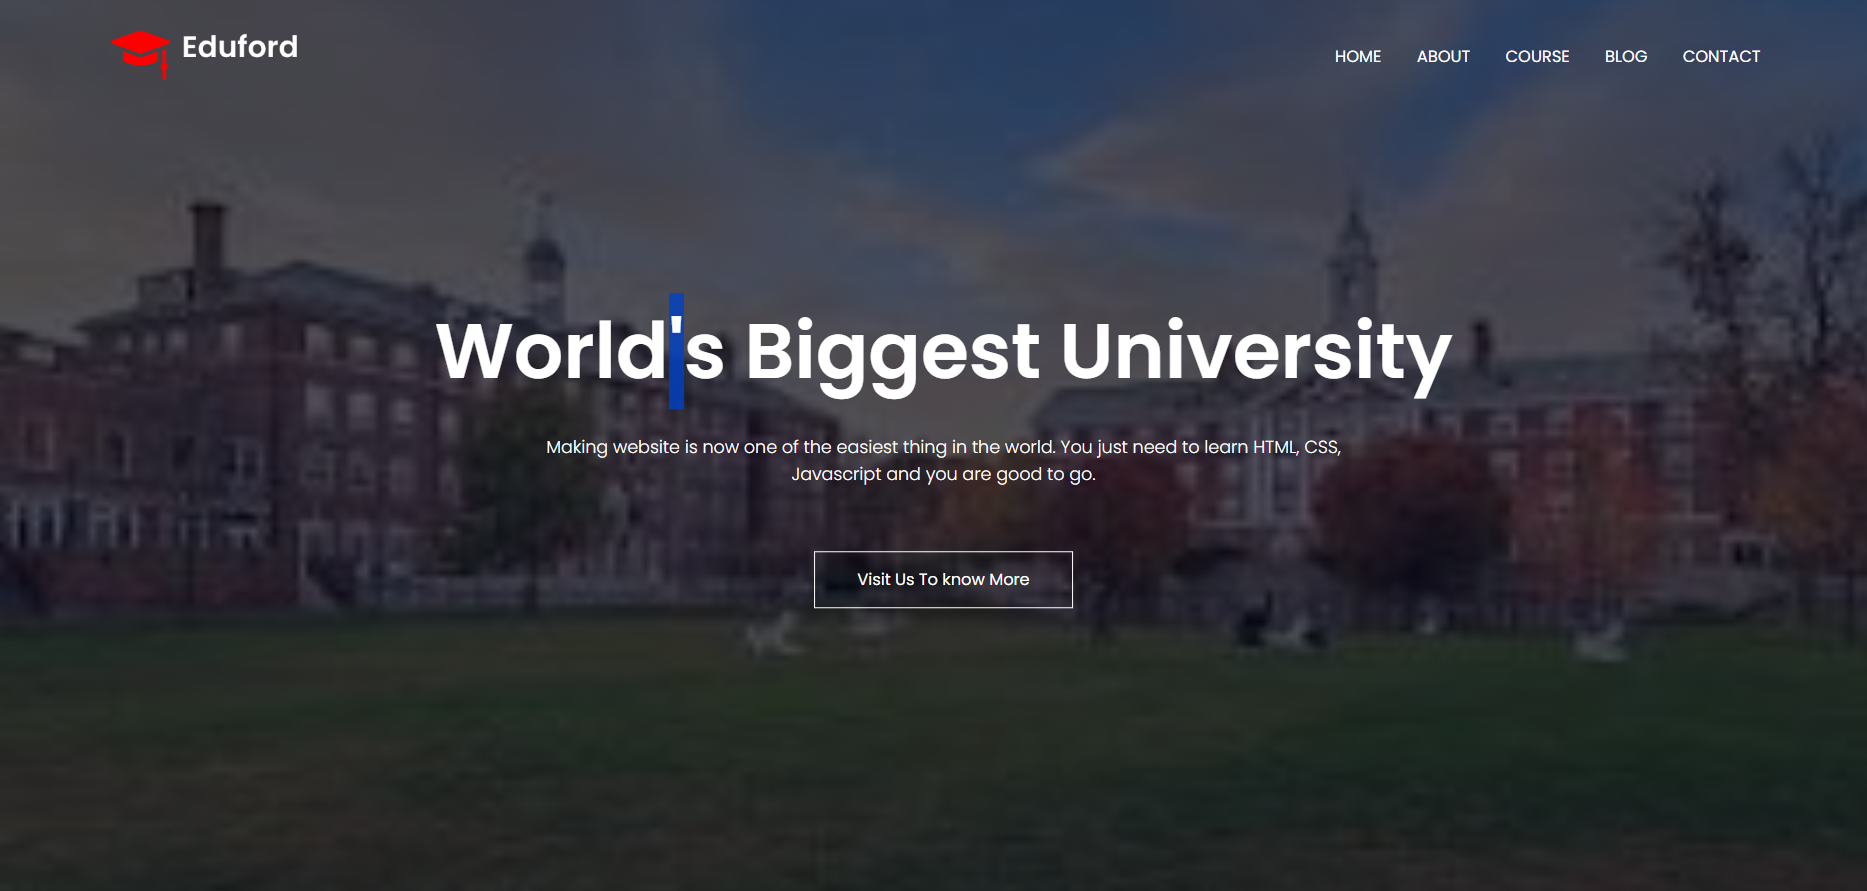 Eduford
HOME ABOUT COURSE BLOG CONTACT
World's Biggest University
Making website is now one of the easiest thing in the world. You just need to learn HTML, CSS,
Javascript and you are good to go.
Visit Us To know More